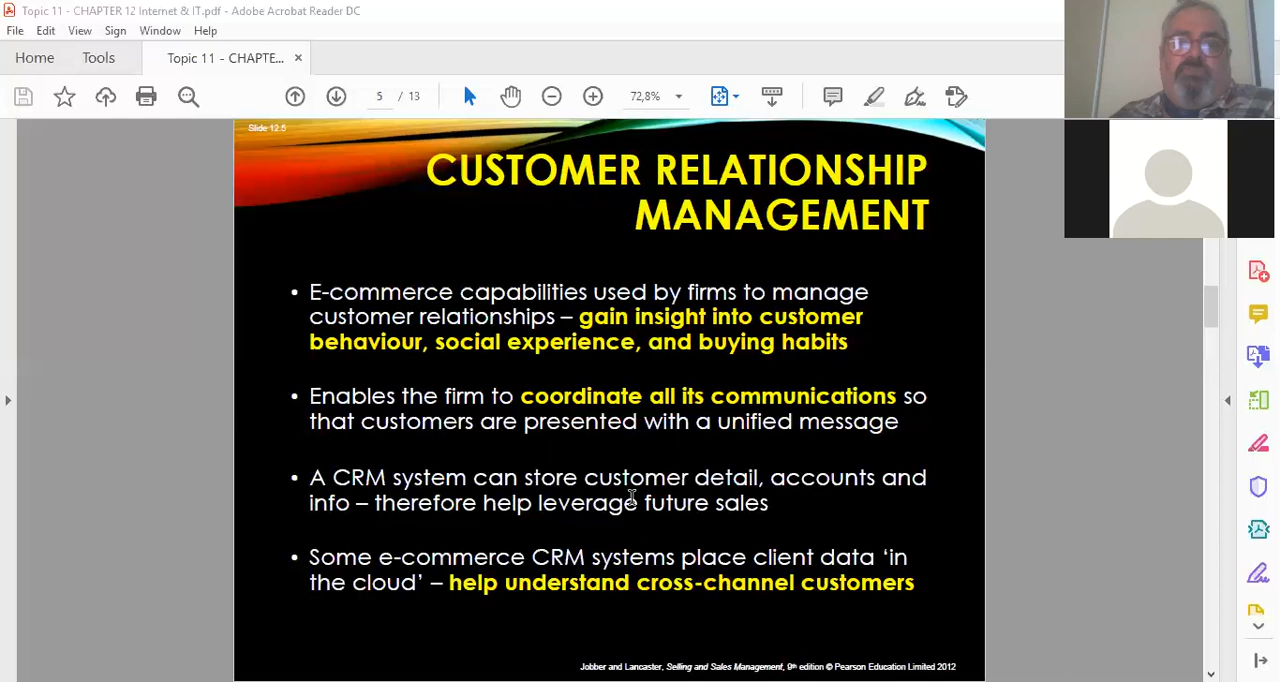 Topic 11 - CHAPTER 12 Internet & IT.pdf - Adobe Acrobat Reader DC
File Edit View Sign Window Help
Home Tools Topic 11 - CHAPTE... ×
5 / 13 72,8%
Slide 12.5
CUSTOMER RELATIONSHIP
MANAGEMENT
• E-commerce capabilities used by firms to manage
customer relationships – gain insight into customer
behaviour, social experience, and buying habits
• Enables the firm to coordinate all its communications so
that customers are presented with a unified message
• A CRM system can store customer detail, accounts and
info – therefore help leverage future sales
• Some e-commerce CRM systems place client data ‘in
the cloud’ – help understand cross-channel customers
Jobber and Lancaster, Selling and Sales Management, 9th edition © Pearson Education Limited 2012